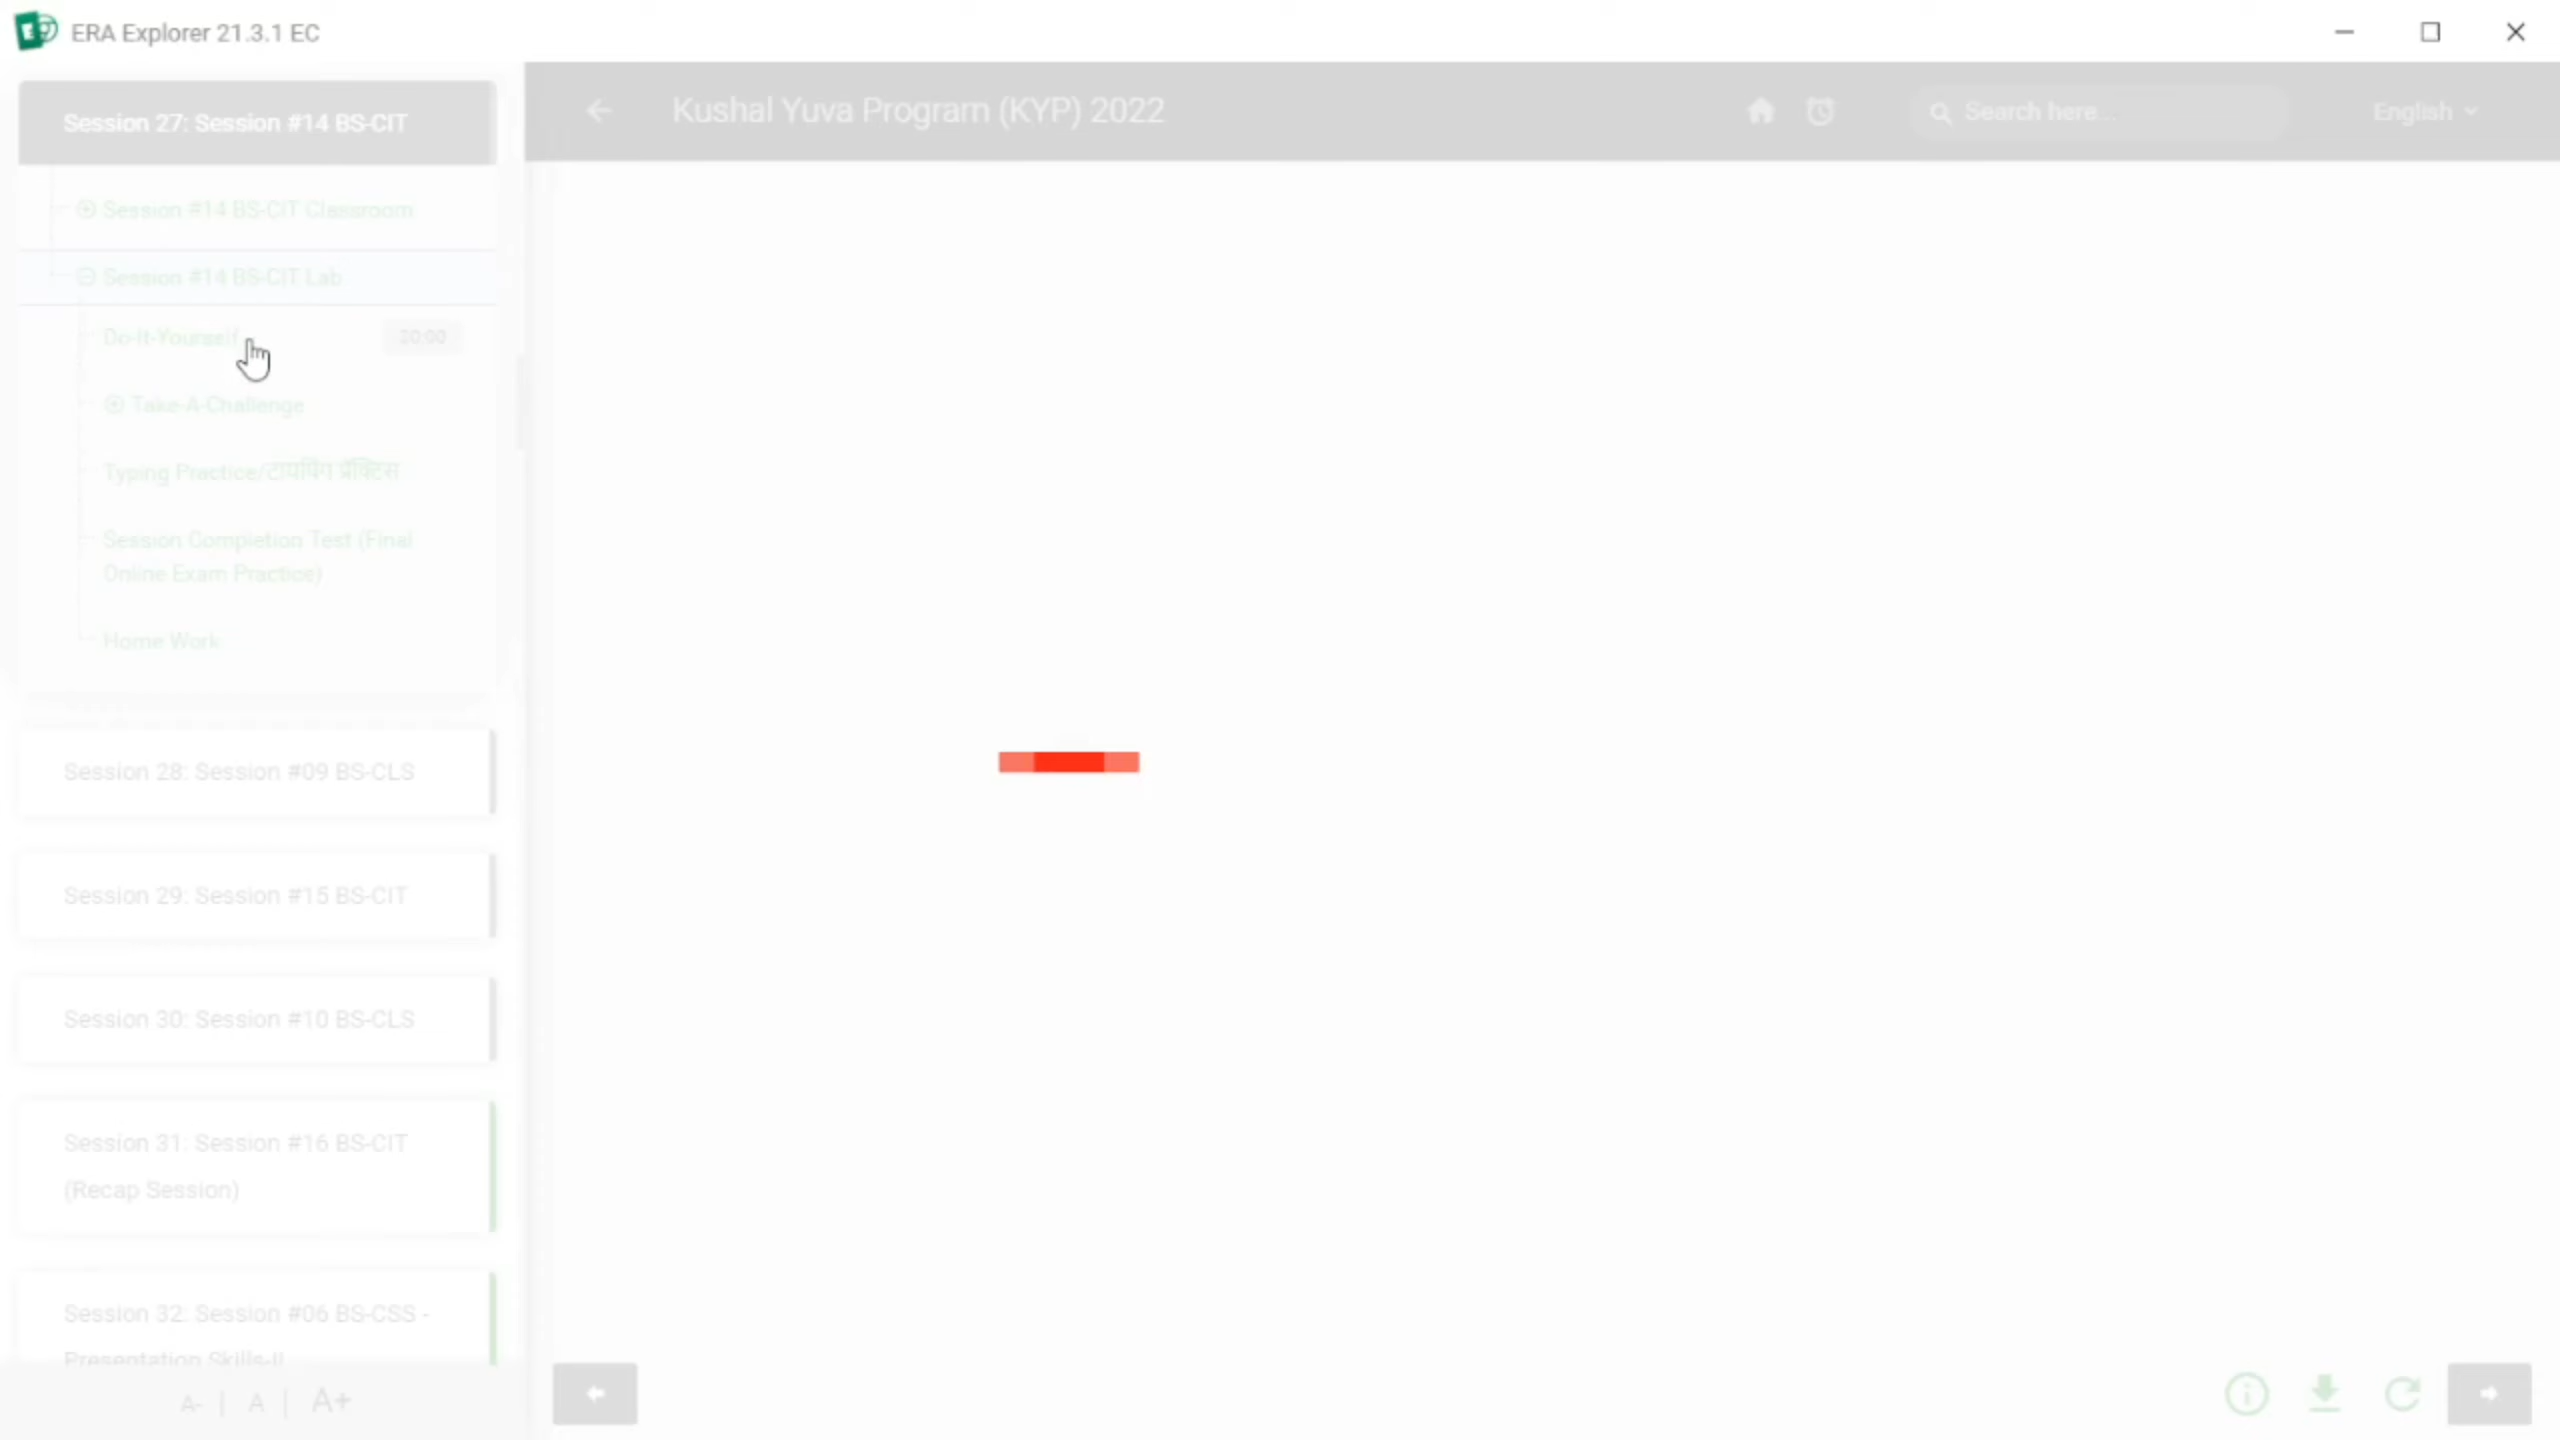 ERA Explorer 21.3.1 EC
Session 27: Session #14 BS-CIT
Kushal Yuva Program (KYP) 2022
Search here...
English
Session #14 BS-CIT Classroom
Session #14 BS-CIT Lab
Do-It-Yourself
20:00
Take-A-Challenge
Typing Practice/टायपिंग प्रॅक्टिस
Session Completion Test (Final
Online Exam Practice)
Home Work
Session 28: Session #09 BS-CLS
Session 29: Session #15 BS-CIT
Session 30: Session #10 BS-CLS
Session 31: Session #16 BS-CIT
(Recap Session)
Session 32: Session #06 BS-CSS -
Presentation Skills-II
A- | A | A+